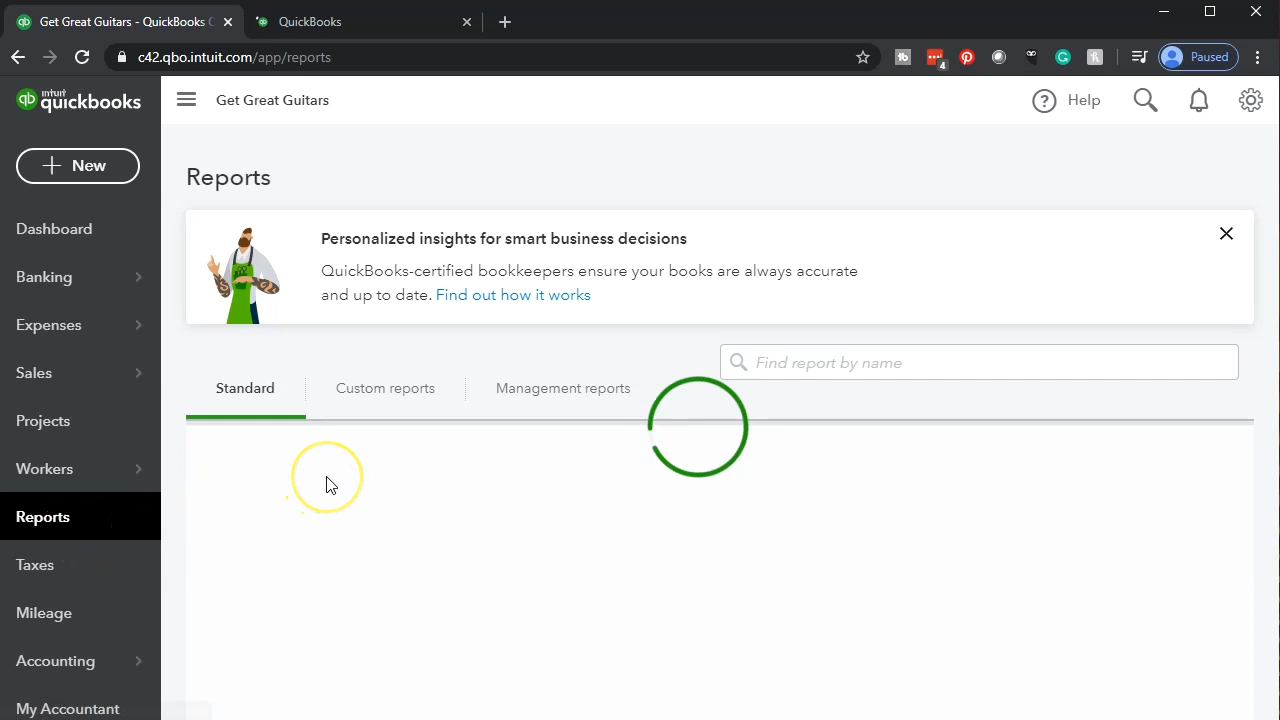 Get Great Guitars - QuickBooks C
QuickBooks
c42.qbo.intuit.com/app/reports
4
Paused
intuit
quickbooks
Get Great Guitars
Help
New
Reports
Dashboard
Personalized insights for smart business decisions
QuickBooks-certified bookkeepers ensure your books are always accurate
and up to date. Find out how it works
Banking
Expenses
Find report by name
Sales
Standard
Custom reports
Management reports
Projects
Workers
Reports
Taxes
Mileage
Accounting
My Accountant